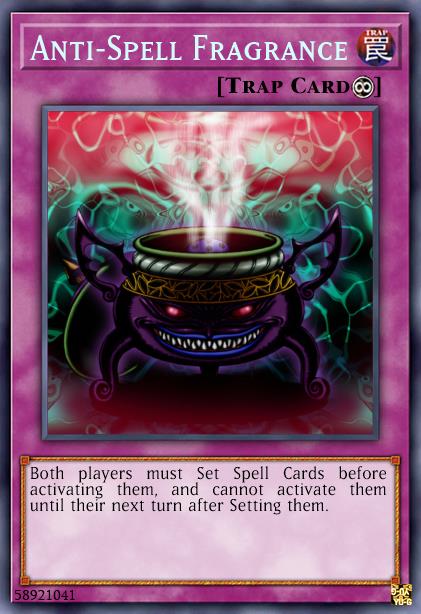 Anti-Spell Fragrance
TRAP
罠
[Trap Card]
Both players must Set Spell Cards before
activating them, and cannot activate them
until their next turn after Setting them.
58921041